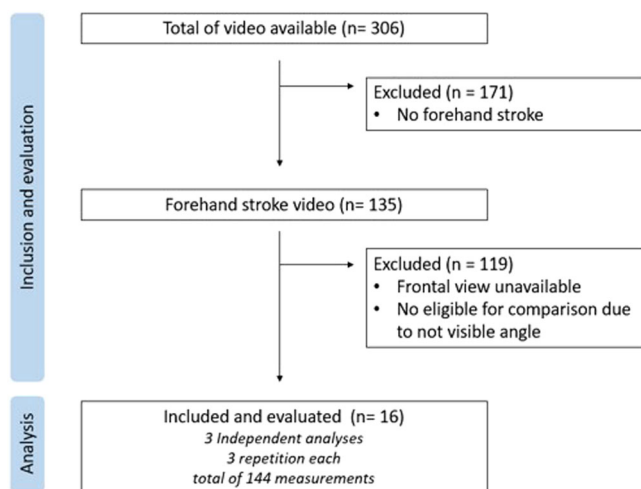 Inclusion and evaluation
Total of video available (n= 306)
Excluded (n = 171)
• No forehand stroke
Forehand stroke video (n= 135)
Excluded (n = 119)
• Frontal view unavailable
• No eligible for comparison due
to not visible angle
Analysis
Included and evaluated (n= 16)
3 Independent analyses
3 repetition each
total of 144 measurements